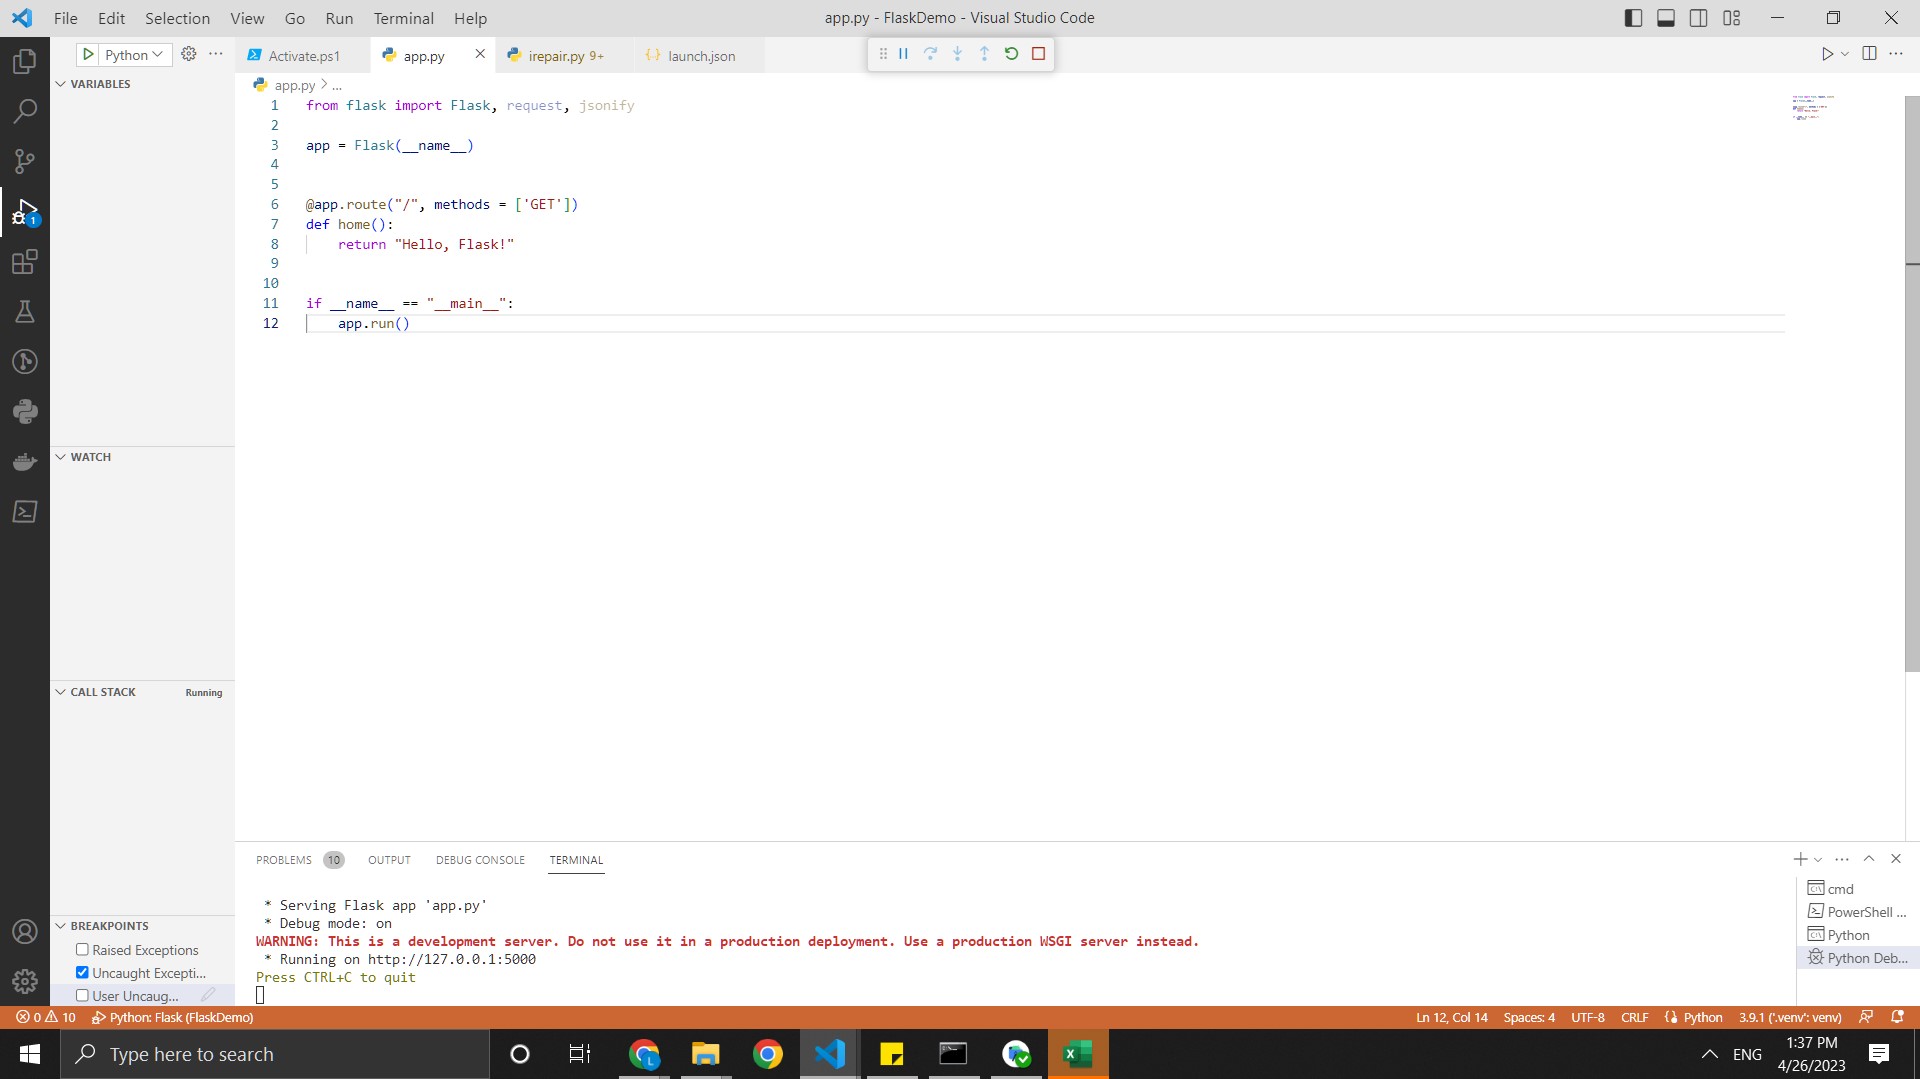 File Edit Selection View Go Run Terminal Help
app.py - FlaskDemo - Visual Studio Code
Python
Activate.ps1
app.py
irepair.py 9+
launch.json
VARIABLES
app.py > ...
1 from flask import Flask, request, jsonify
2
3 app = Flask(__name__)
4
5
6 @app.route("/", methods = ['GET'])
7 def home():
8     return "Hello, Flask!"
9
10
11 if __name__ == "__main__":
12     app.run()
1
WATCH
CALL STACK Running
BREAKPOINTS
Raised Exceptions
Uncaught Excepti...
User Uncaug...
PROBLEMS 10 OUTPUT DEBUG CONSOLE TERMINAL
* Serving Flask app 'app.py'
* Debug mode: on
WARNING: This is a development server. Do not use it in a production deployment. Use a production WSGI server instead.
* Running on http://127.0.0.1:5000
Press CTRL+C to quit
cmd
PowerShell ...
Python
Python Deb...
0 10 Python: Flask (FlaskDemo)
Ln 12, Col 14 Spaces: 4 UTF-8 CRLF Python 3.9.1 ('.venv': venv)
Type here to search
L
ENG
1:37 PM
4/26/2023